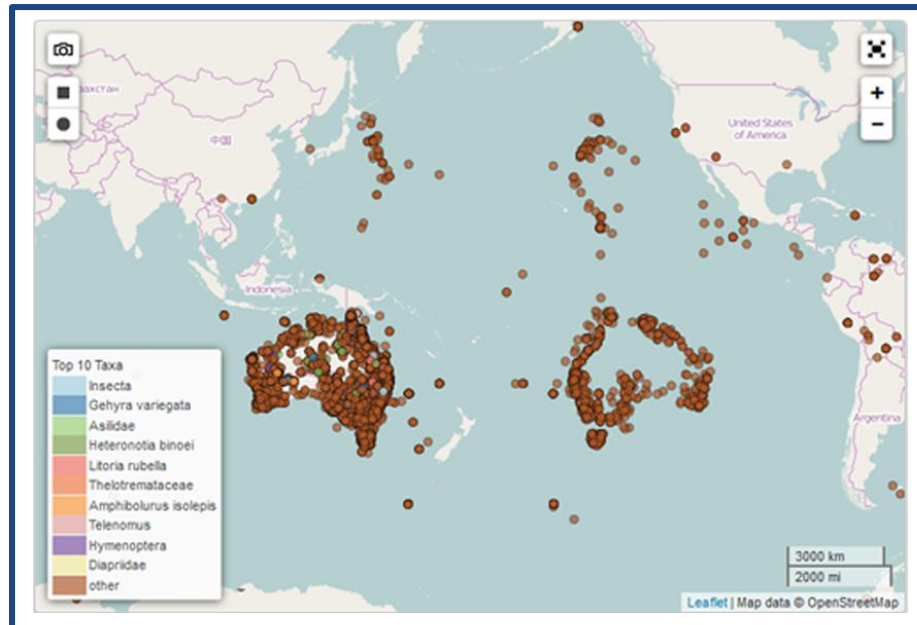 азахстан
中国
United States
of America
Indonesia
Argentina
+
−
Top 10 Taxa
Insecta
Gehyra variegata
Asilidae
Heteronotia binoei
Litoria rubella
Thelotremataceae
Amphibolurus isolepis
Telenomus
Hymenoptera
Diapriidae
other
3000 km
2000 mi
Leaflet | Map data © OpenStreetMap